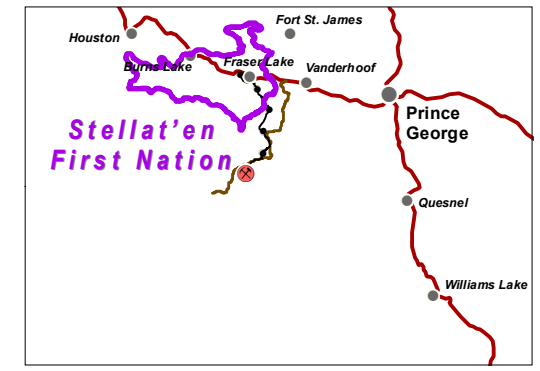 Fort St. James
Houston
Burns Lake
Fraser Lake
Vanderhoof
Prince
George
Stellat'en
First Nation
Quesnel
Williams Lake